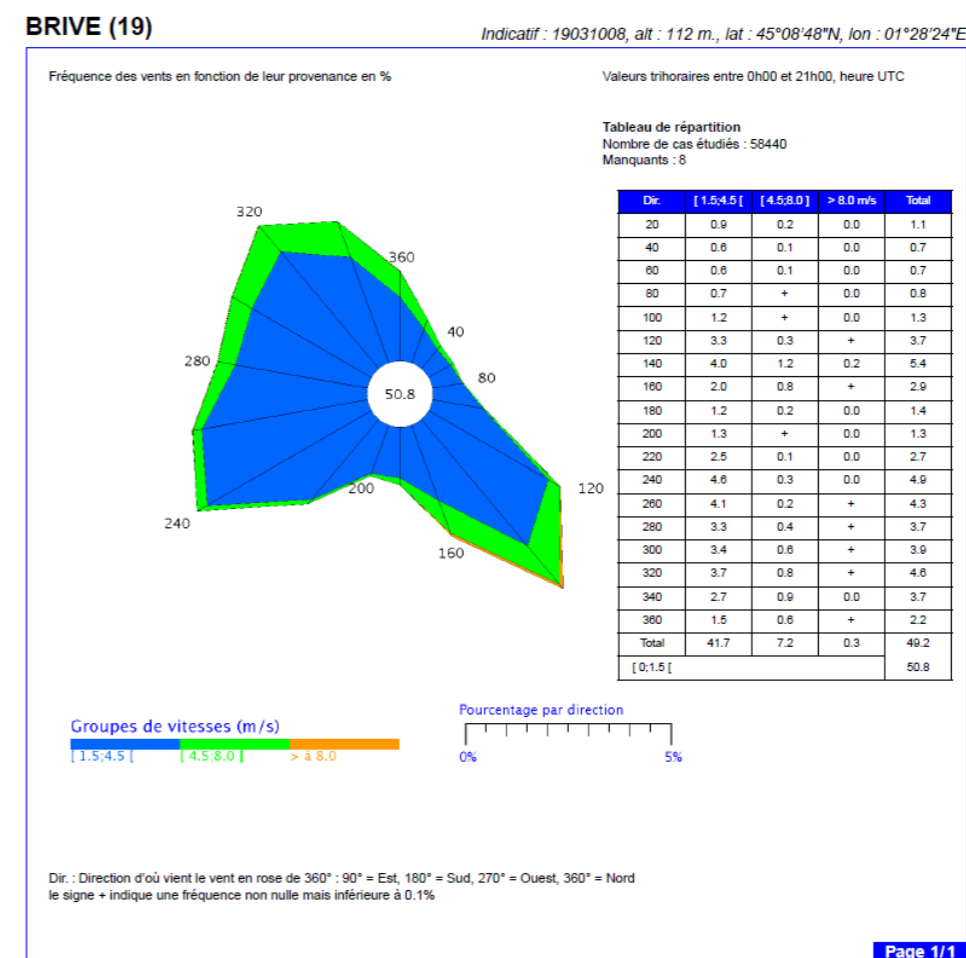 BRIVE (19)
Indicatif : 19031008, alt : 112 m., lat : 45°08'48"N, lon : 01°28'24"E
Fréquence des vents en fonction de leur provenance en %
Valeurs trihoraires entre 0h00 et 21h00, heure UTC
Tableau de répartition
Nombre de cas étudiés : 58440
Manquants : 8
320
360
40
280
80
50.8
200
120
240
160
Dir. [ 1.5;4.5 [ [ 4.5;8.0 ] > 8.0 m/s Total
20 0.9 0.2 0.0 1.1
40 0.6 0.1 0.0 0.7
60 0.6 0.1 0.0 0.7
80 0.7 + 0.0 0.8
100 1.2 + 0.0 1.3
120 3.3 0.3 + 3.7
140 4.0 1.2 0.2 5.4
160 2.0 0.8 + 2.9
180 1.2 0.2 0.0 1.4
200 1.3 + 0.0 1.3
220 2.5 0.1 0.0 2.7
240 4.6 0.3 0.0 4.9
260 4.1 0.2 + 4.3
280 3.3 0.4 + 3.7
300 3.4 0.6 + 3.9
320 3.7 0.8 + 4.6
340 2.7 0.9 0.0 3.7
360 1.5 0.6 + 2.2
Total 41.7 7.2 0.3 49.2
[ 0;1.5 [ 50.8
Groupes de vitesses (m/s)
[ 1.5;4.5 [ [ 4.5;8.0 ] > à 8.0
Pourcentage par direction
0% 5%
Dir. : Direction d'où vient le vent en rose de 360° : 90° = Est, 180° = Sud, 270° = Ouest, 360° = Nord
le signe + indique une fréquence non nulle mais inférieure à 0.1%
Page 1/1